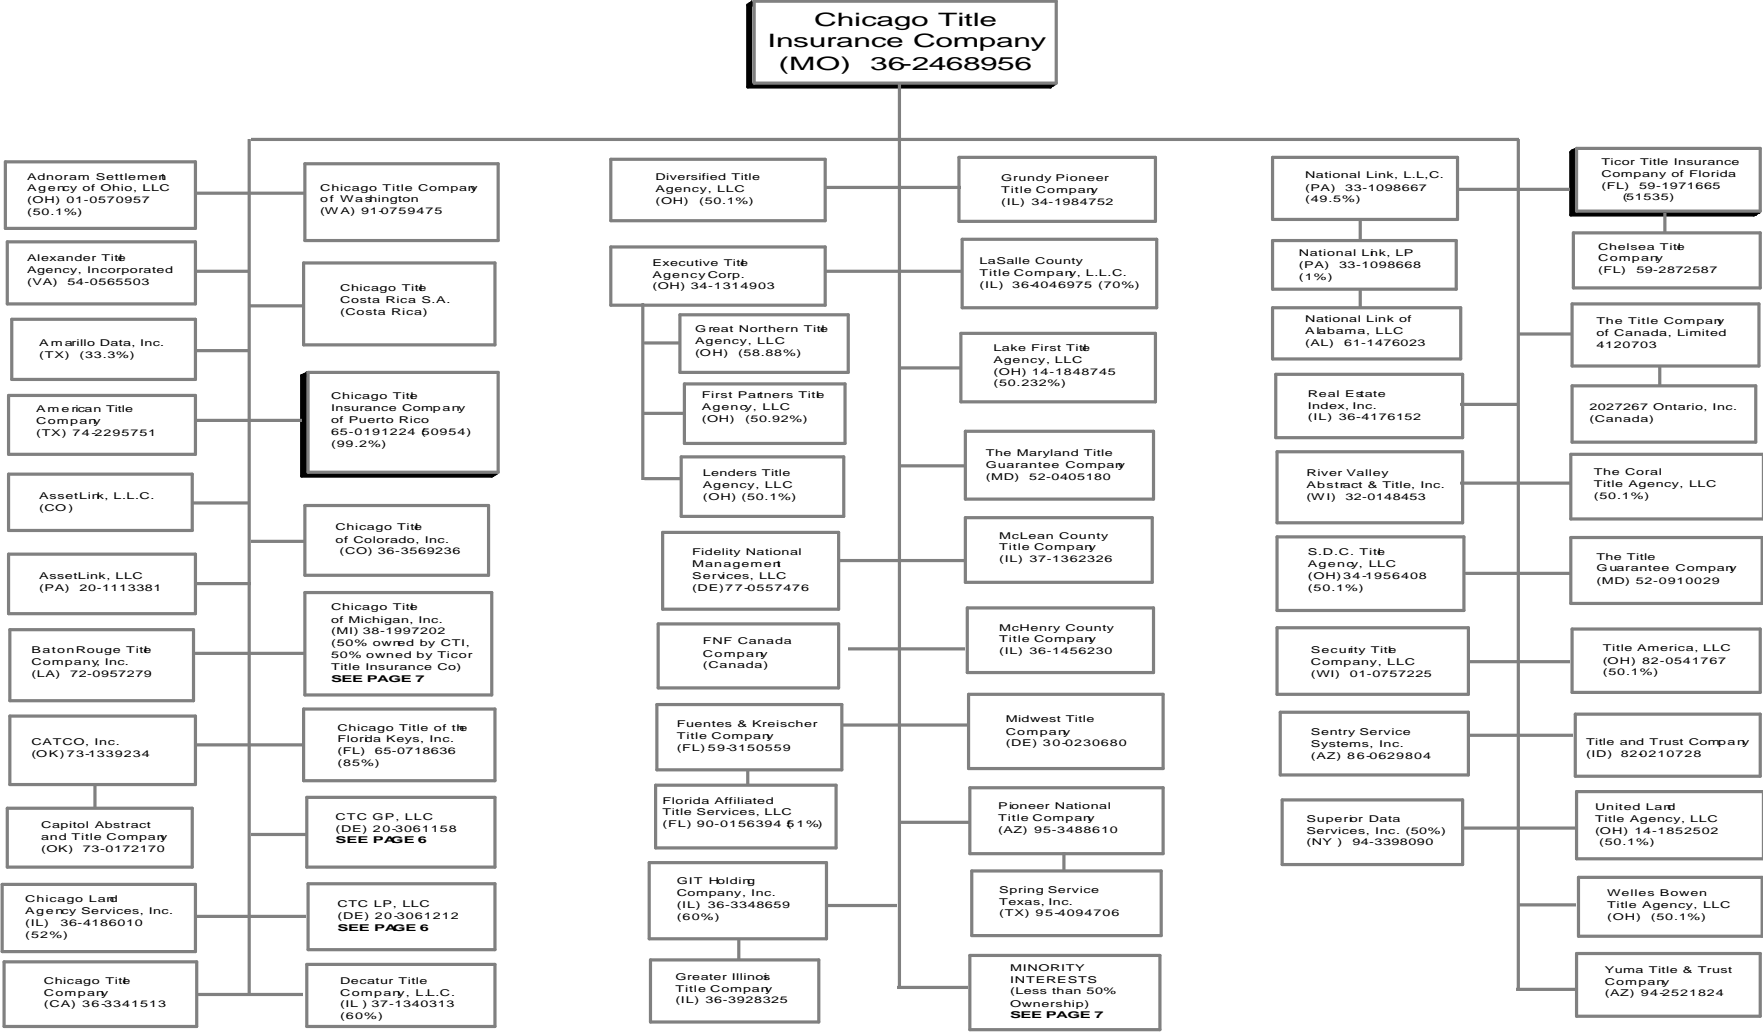 Chicago Title
Insurance Company
(MO) 36-2468956
Adnoram Settlement
Agency of Ohio, LLC
(OH) 01-0570957
(50.1%)
Alexander Title
Agency, Incorporated
(VA) 54-0565503
Amarillo Data, Inc.
(TX) (33.3%)
American Title
Company
(TX) 74-2295751
AssetLink, L.L.C.
(CO)
AssetLink, LLC
(PA) 20-1113381
Baton Rouge Title
Company, Inc.
(LA) 72-0957279
CATCO, Inc.
(OK) 73-1339234
Capitol Abstract
and Title Company
(OK) 73-0172170
Chicago Land
Agency Services, Inc.
(IL) 36-4186010
(52%)
Chicago Title
Company
(CA) 36-3341513
Chicago Title Company
of Washington
(WA) 91-0759475
Chicago Title
Costa Rica S.A.
(Costa Rica)
Chicago Title
Insurance Company
of Puerto Rico
65-0191224 (50954)
(99.2%)
Chicago Title
of Colorado, Inc.
(CO) 36-3569236
Chicago Title
of Michigan, Inc.
(MI) 38-1997202
(50% owned by CTI,
50% owned by Ticor
Title Insurance Co)
SEE PAGE 7
Chicago Title of the
Florida Keys, Inc.
(FL) 65-0718636
(85%)
CTC GP, LLC
(DE) 20-3061158
SEE PAGE 6
CTC LP, LLC
(DE) 20-3061212
SEE PAGE 6
Decatur Title
Company, L.L.C.
(IL) 37-1340313
(60%)
Diversified Title
Agency, LLC
(OH) (50.1%)
Executive Title
Agency Corp.
(OH) 34-1314903
Great Northern Title
Agency, LLC
(OH) (58.88%)
First Partners Title
Agency, LLC
(OH) (50.92%)
Lenders Title
Agency, LLC
(OH) (50.1%)
Fidelity National
Management
Services, LLC
(DE) 77-0557476
FNF Canada
Company
(Canada)
Fuentes & Kreischer
Title Company
(FL) 59-3150559
Florida Affiliated
Title Services, LLC
(FL) 90-0156394 (51%)
GIT Holding
Company, Inc.
(IL) 36-3348659
(60%)
Greater Illinois
Title Company
(IL) 36-3928325
Grundy Pioneer
Title Company
(IL) 34-1984752
LaSalle County
Title Company, L.L.C.
(IL) 36-4046975 (70%)
Lake First Title
Agency, LLC
(OH) 14-1848745
(50.232%)
The Maryland Title
Guarantee Company
(MD) 52-0405180
McLean County
Title Company
(IL) 37-1362326
McHenry County
Title Company
(IL) 36-1456230
Midwest Title
Company
(DE) 30-0230680
Pioneer National
Title Company
(AZ) 95-3488610
Spring Service
Texas, Inc.
(TX) 95-4094706
MINORITY
INTERESTS
(Less than 50%
Ownership)
SEE PAGE 7
National Link, L.L,C.
(PA) 33-1098667
(49.5%)
National Link, LP
(PA) 33-1098668
(1%)
National Link of
Alabama, LLC
(AL) 61-1476023
Real Estate
Index, Inc.
(IL) 36-4176152
River Valley
Abstract & Title, Inc.
(WI) 32-0148453
S.D.C. Title
Agency, LLC
(OH) 34-1956408
(50.1%)
Security Title
Company, LLC
(WI) 01-0757225
Sentry Service
Systems, Inc.
(AZ) 86-0629804
Superior Data
Services, Inc. (50%)
(NY ) 94-3398090
Ticor Title Insurance
Company of Florida
(FL) 59-1971665
(51535)
Chelsea Title
Company
(FL) 59-2872587
The Title Company
of Canada, Limited
4120703
2027267 Ontario, Inc.
(Canada)
The Coral
Title Agency, LLC
(50.1%)
The Title
Guarantee Company
(MD) 52-0910029
Title America, LLC
(OH) 82-0541767
(50.1%)
Title and Trust Company
(ID) 82-0210728
United Land
Title Agency, LLC
(OH) 14-1852502
(50.1%)
Welles Bowen
Title Agency, LLC
(OH) (50.1%)
Yuma Title & Trust
Company
(AZ) 94-2521824